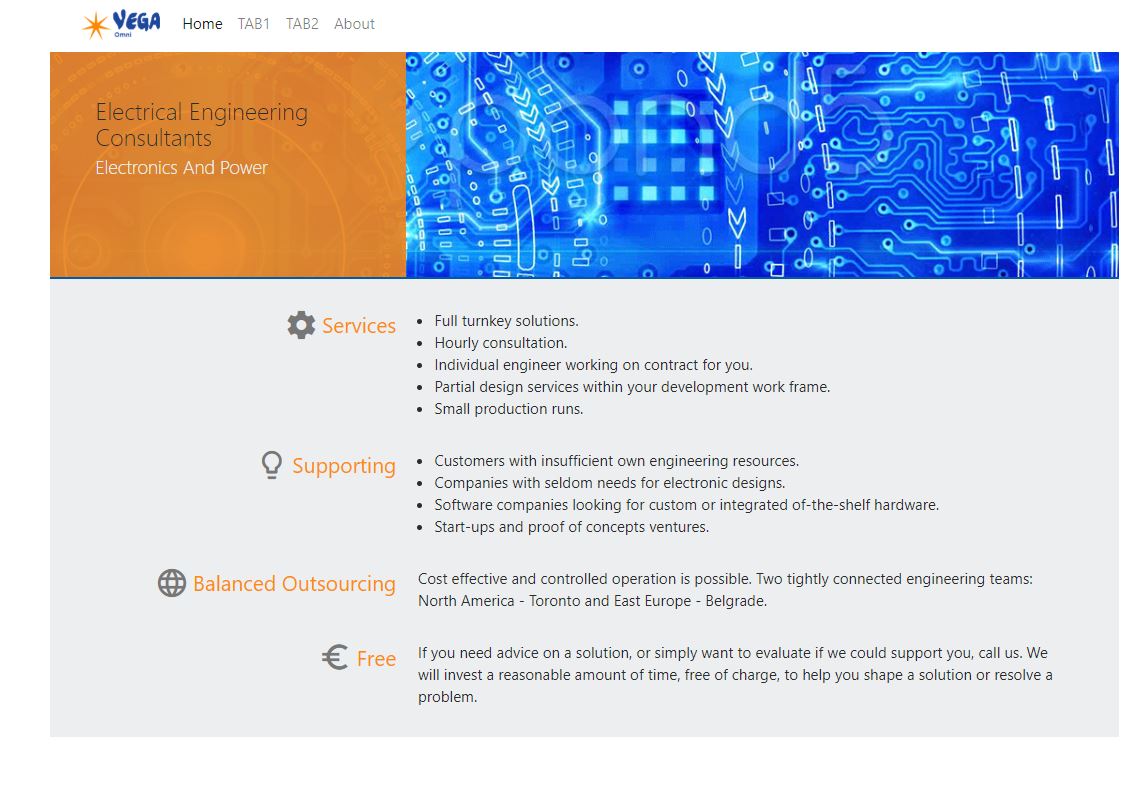 VEGA
Omni
Home TAB1 TAB2 About
Electrical Engineering
Consultants
Electronics And Power
pond5
Services
• Full turnkey solutions.
• Hourly consultation.
• Individual engineer working on contract for you.
• Partial design services within your development work frame.
• Small production runs.
Supporting
• Customers with insufficient own engineering resources.
• Companies with seldom needs for electronic designs.
• Software companies looking for custom or integrated of-the-shelf hardware.
• Start-ups and proof of concepts ventures.
Balanced Outsourcing
Cost effective and controlled operation is possible. Two tightly connected engineering teams:
North America - Toronto and East Europe - Belgrade.
€ Free
If you need advice on a solution, or simply want to evaluate if we could support you, call us. We
will invest a reasonable amount of time, free of charge, to help you shape a solution or resolve a
problem.